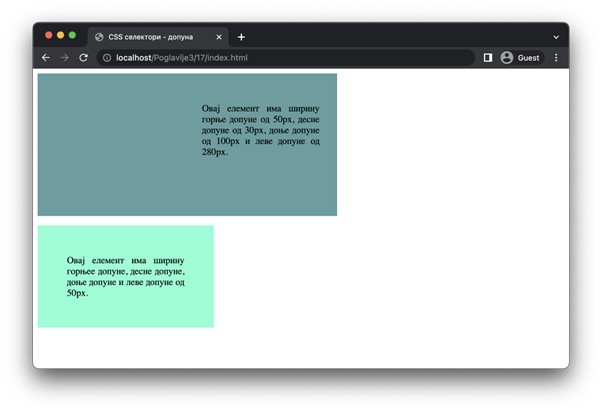 CSS селектори - допуна
localhost/Poglavlje3/17/index.html
Guest
Овај елемент има ширину
горње допуне од 50px, десне
допуне од 30px, доње допуне
од 100px и леве допуне од
280px.
Овај елемент има ширину
горњее допуне, десне допуне,
доње допуне и леве допуне од
50px.